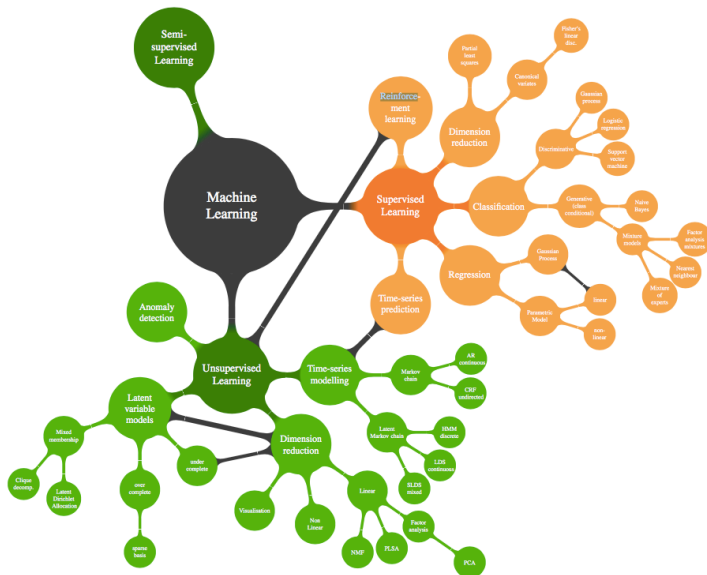 Semi-
supervised
Learning
Machine
Learning
Reinforce-
ment
learning
Partial
least
squares
Fisher's
linear
disc.
Canonical
variates
Dimension
reduction
Gaussian
process
Logistic
regression
Support
vector
machine
Discriminative
Supervised
Learning
Classification
Generative
(class
conditional)
Naive
Bayes
Mixture
models
Factor
analysis
mixtures
Nearest
neighbour
Mixture
of
experts
Regression
Gaussian
Process
linear
Parametric
Model
non-
linear
Time-series
prediction
Anomaly
detection
Unsupervised
Learning
Time-series
modelling
Markov
chain
AR
continuous
CRF
undirected
Latent
Markov chain
HMM
discrete
LDS
continuous
SLDS
mixed
Latent
variable
models
Mixed
membership
Clique
decomp.
Latent
Dirichlet
Allocation
over
complete
sparse
basis
under
complete
Dimension
reduction
Visualisation
Non
Linear
Linear
NMF
PLSA
Factor
analysis
PCA